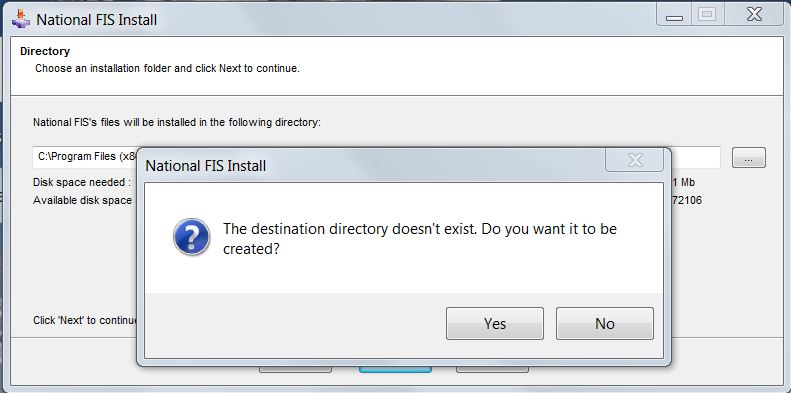 National FIS Install
Directory
Choose an installation folder and click Next to continue.
National FIS's files will be installed in the following directory:
C:\Program Files (x8
...
National FIS Install
Disk space needed :
1 Mb
Available disk space
72106
The destination directory doesn't exist. Do you want it to be
created?
Click 'Next' to continu
Yes
No